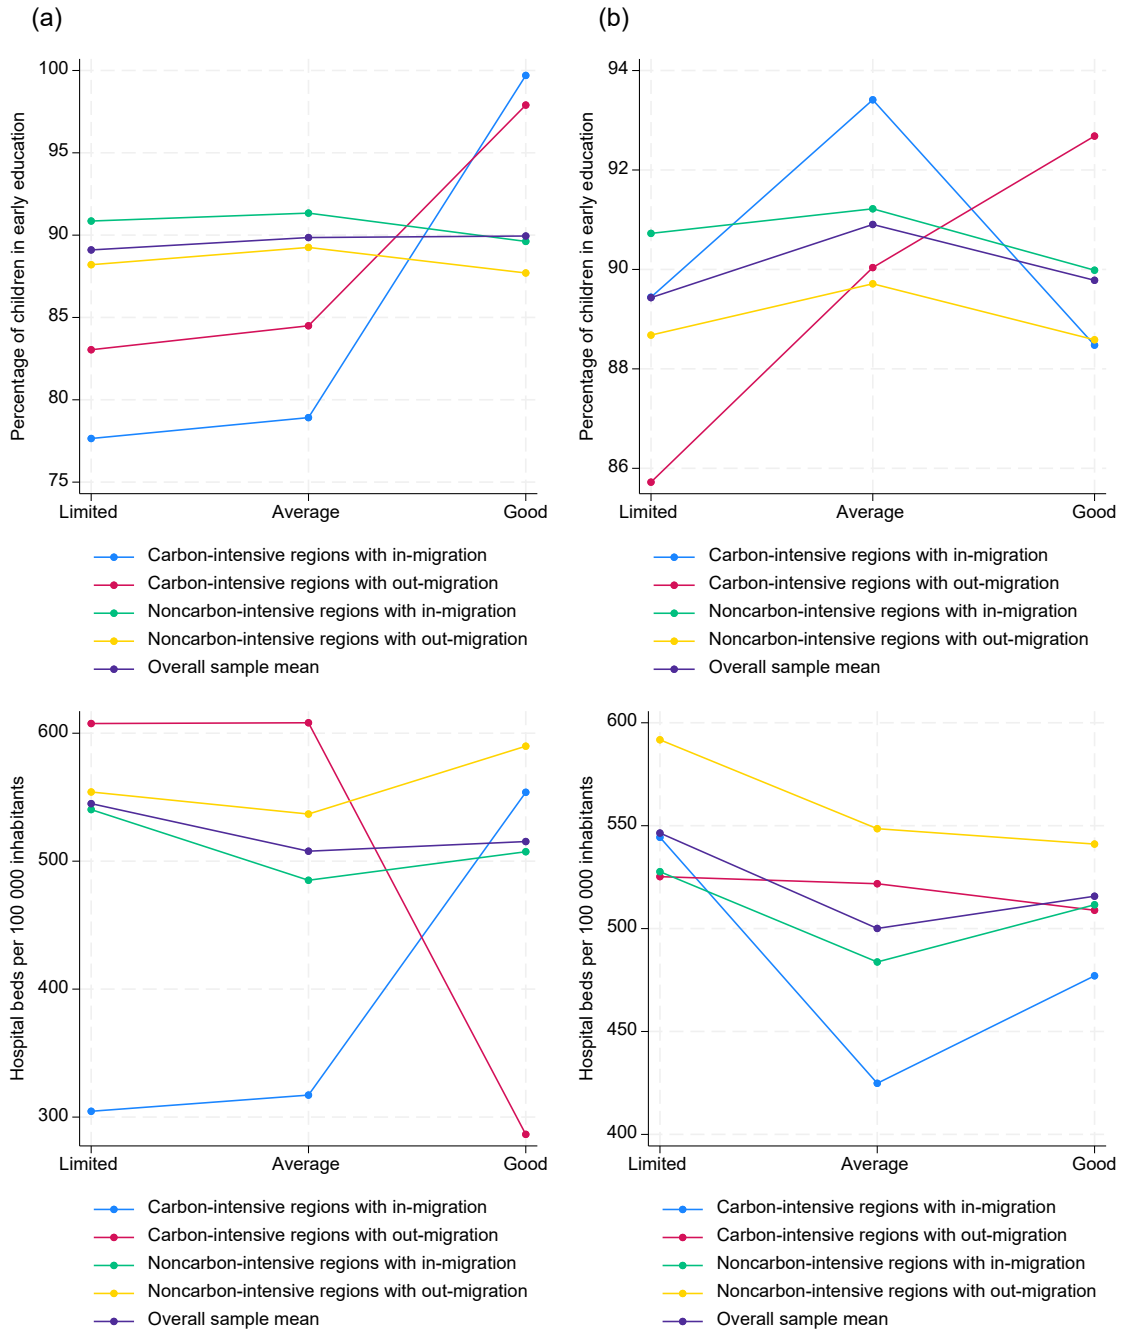 (a)
(b)
Percentage of children in early education
100
95
90
85
80
75
Limited
Average
Good
Carbon-intensive regions with in-migration
Carbon-intensive regions with out-migration
Noncarbon-intensive regions with in-migration
Noncarbon-intensive regions with out-migration
Overall sample mean
Percentage of children in early education
94
92
90
88
86
Limited
Average
Good
Carbon-intensive regions with in-migration
Carbon-intensive regions with out-migration
Noncarbon-intensive regions with in-migration
Noncarbon-intensive regions with out-migration
Overall sample mean
Hospital beds per 100 000 inhabitants
600
500
400
300
Limited
Average
Good
Carbon-intensive regions with in-migration
Carbon-intensive regions with out-migration
Noncarbon-intensive regions with in-migration
Noncarbon-intensive regions with out-migration
Overall sample mean
Hospital beds per 100 000 inhabitants
600
550
500
450
400
Limited
Average
Good
Carbon-intensive regions with in-migration
Carbon-intensive regions with out-migration
Noncarbon-intensive regions with in-migration
Noncarbon-intensive regions with out-migration
Overall sample mean